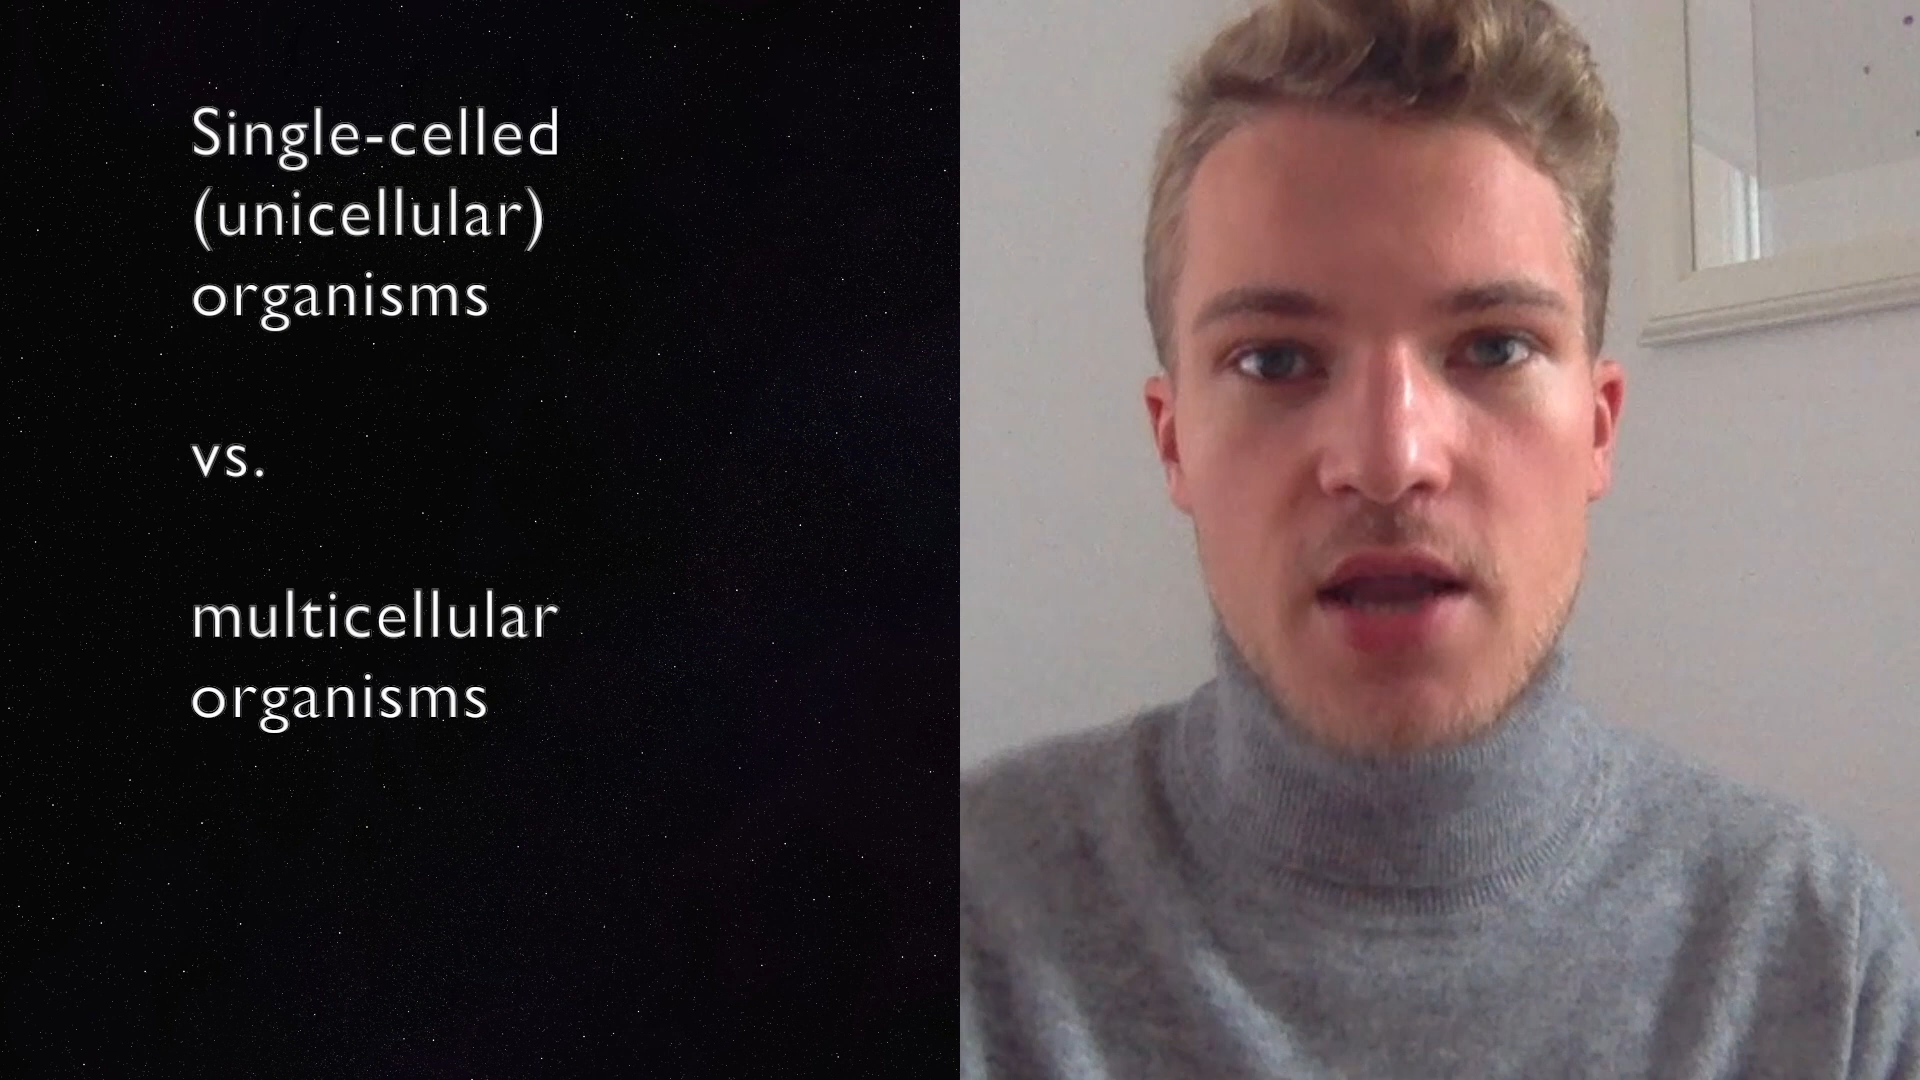 Single-celled
(unicellular)
organisms
vs.
multicellular
organisms